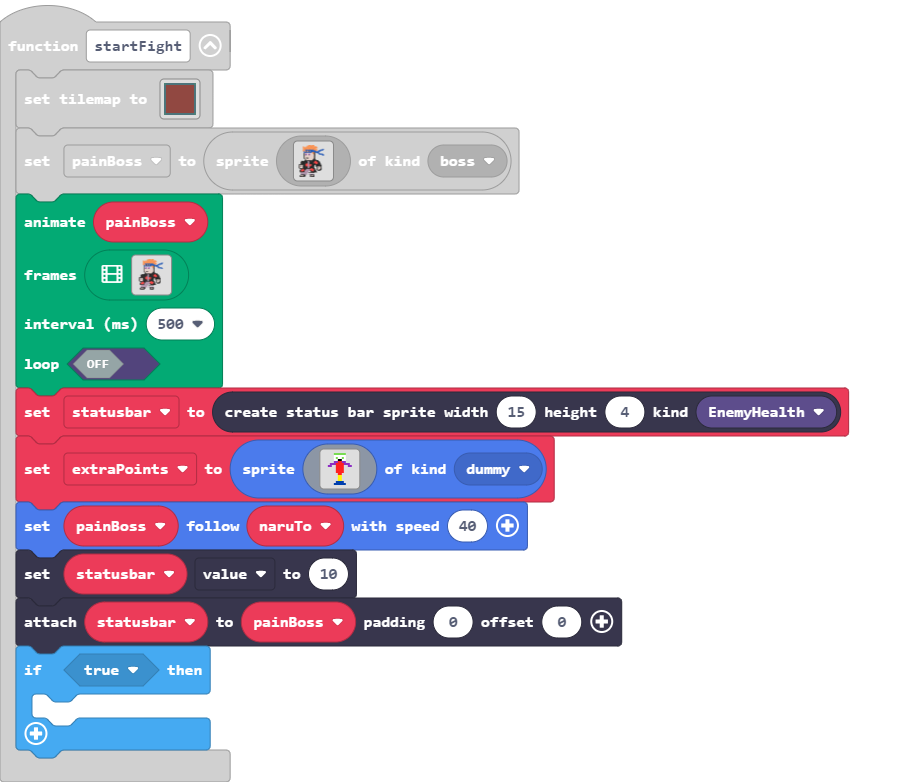 function startFight
set tilemap to
set painBoss to sprite of kind boss
animate painBoss
frames
interval (ms) 500
loop OFF
set statusbar to create status bar sprite width 15 height 4 kind EnemyHealth
set extraPoints to sprite of kind dummy
set painBoss follow naruTo with speed 40
set statusbar value to 10
attach statusbar to painBoss padding 0 offset 0
if true then